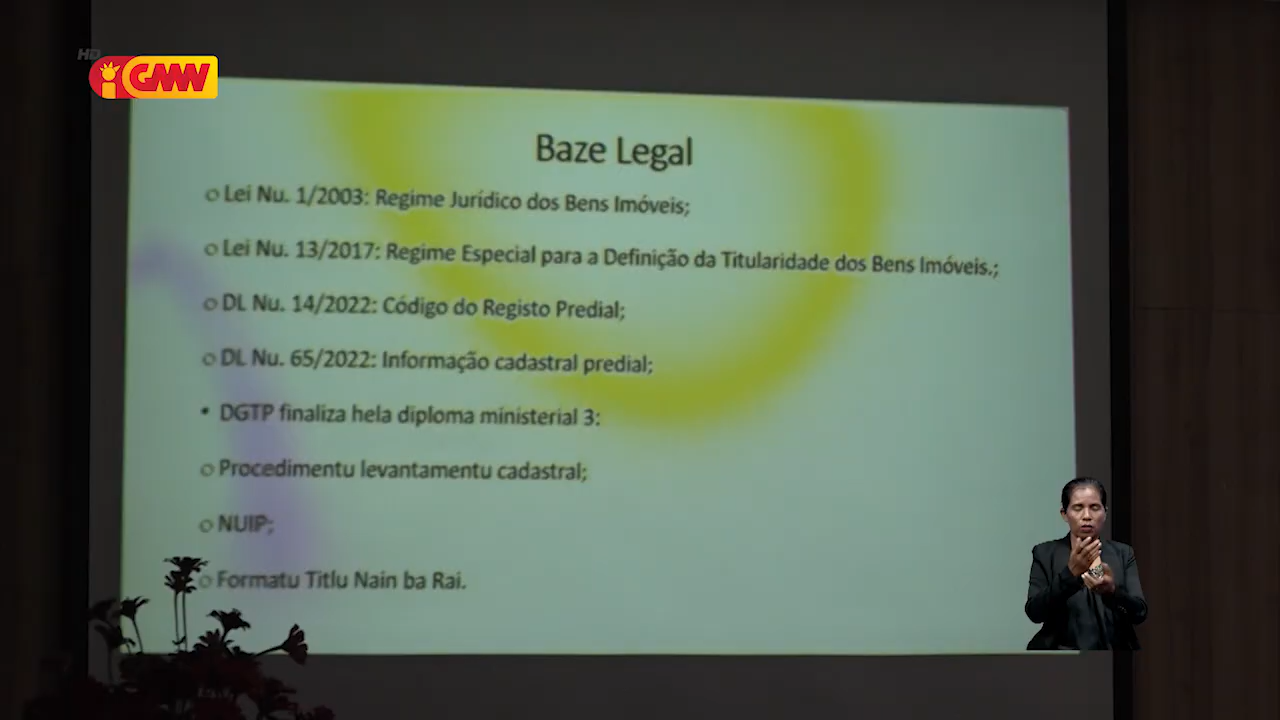 HD
GMN
Baze Legal
Lei Nu. 1/2003: Regime Jurídico dos Bens Imóveis;
Lei Nu. 13/2017: Regime Especial para a Definição da Titularidade dos Bens Imóveis.;
DL Nu. 14/2022: Código do Registo Predial;
DL Nu. 65/2022: Informação cadastral predial;
• DGTP finaliza hela diploma ministerial 3:
Procedimentu levantamentu cadastral;
NUIP;
Formatu Titlu Nain ba Rai.